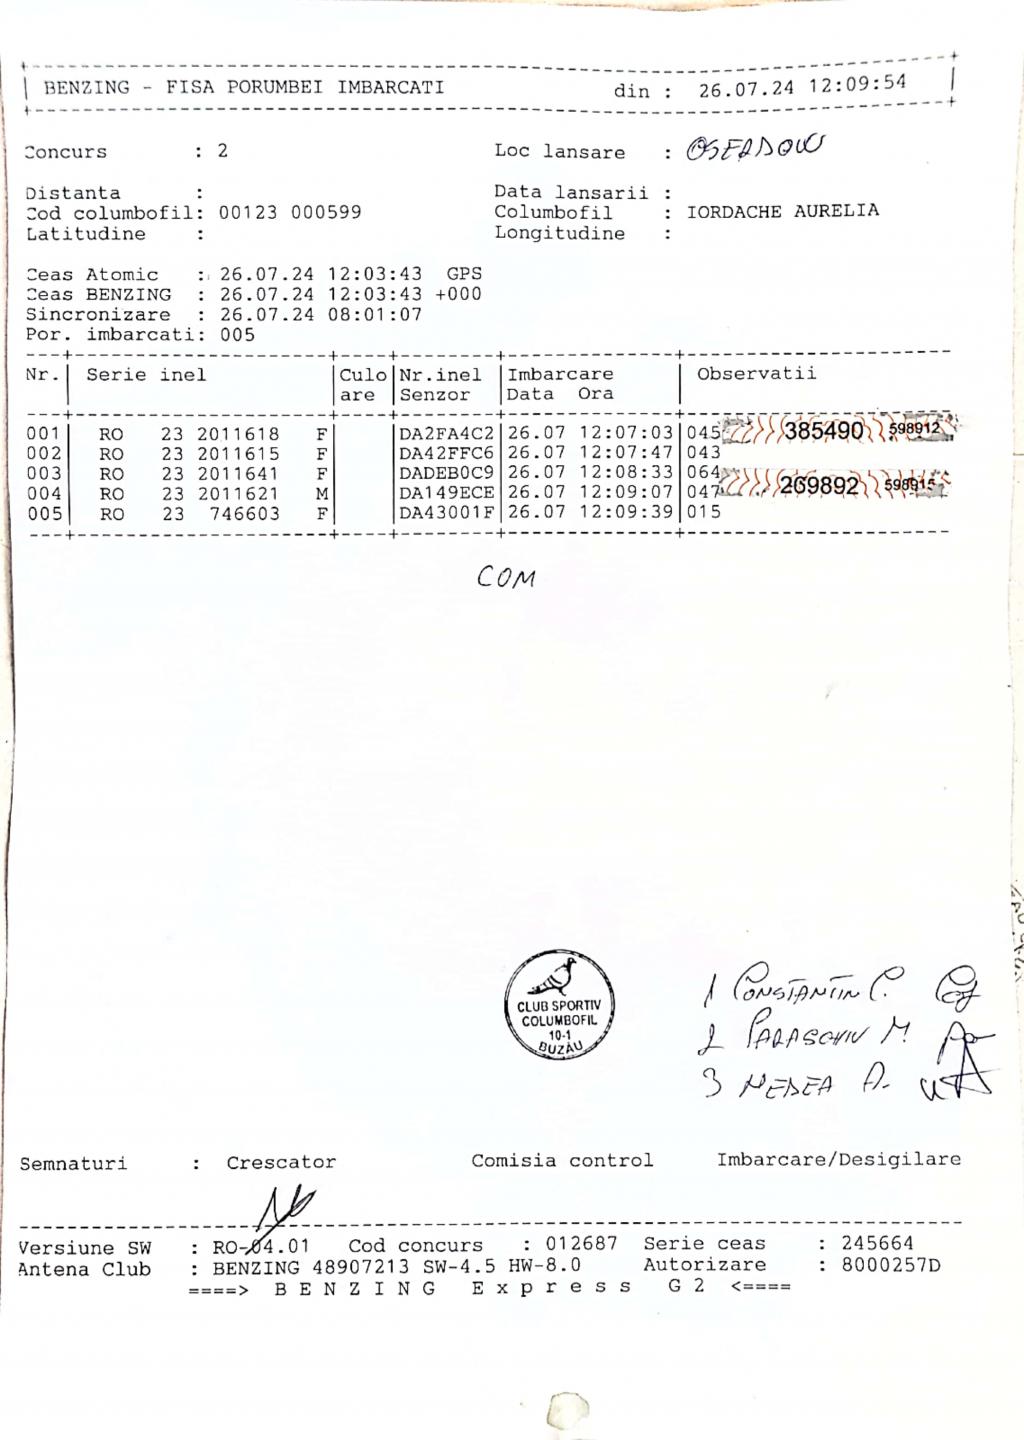 BENZING - FISA PORUMBEI IMBARCATI din : 26.07.24 12:09:54
Concurs : 2 Loc lansare :
Distanta : Data lansarii :
Cod columbofil: 00123 000599 Columbofil : IORDACHE AURELIA
Latitudine : Longitudine :
Ceas Atomic : 26.07.24 12:03:43 GPS
Ceas BENZING : 26.07.24 12:03:43 +000
Sincronizare : 26.07.24 08:01:07
Por. imbarcati: 005
Nr. Serie inel Culo Nr.inel Imbarcare Observatii
are Senzor Data Ora
001 RO 23 2011618 F DA2FA4C2 26.07 12:07:03 045 385490 598912
002 RO 23 2011615 F DA42FFC6 26.07 12:07:47 043
003 RO 23 2011641 F DADEB0C9 26.07 12:08:33 064
004 RO 23 2011621 M DA149ECE 26.07 12:09:07 047 269892 598915
005 RO 23 746603 F DA43001F 26.07 12:09:39 015
COM
CLUB SPORTIV
COLUMBOFIL
10-1
BUZĂU
1 CONSTANTIN C.
2 PARASCHIV M.
3 NEDEA A.
Semnaturi : Crescator Comisia control Imbarcare/Desigilare
Versiune SW : RO-04.01 Cod concurs : 012687 Serie ceas : 245664
Antena Club : BENZING 48907213 SW-4.5 HW-8.0 Autorizare : 8000257D
====> B E N Z I N G E x p r e s s G 2 <====